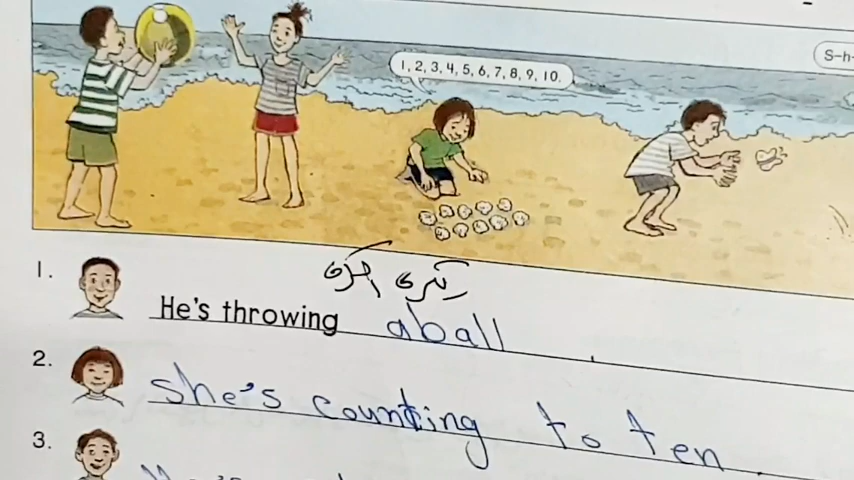 1, 2, 3, 4, 5, 6, 7, 8, 9, 10.
S-h-
1.
He's throwing a ball.
2.
she's counting to ten.
3.